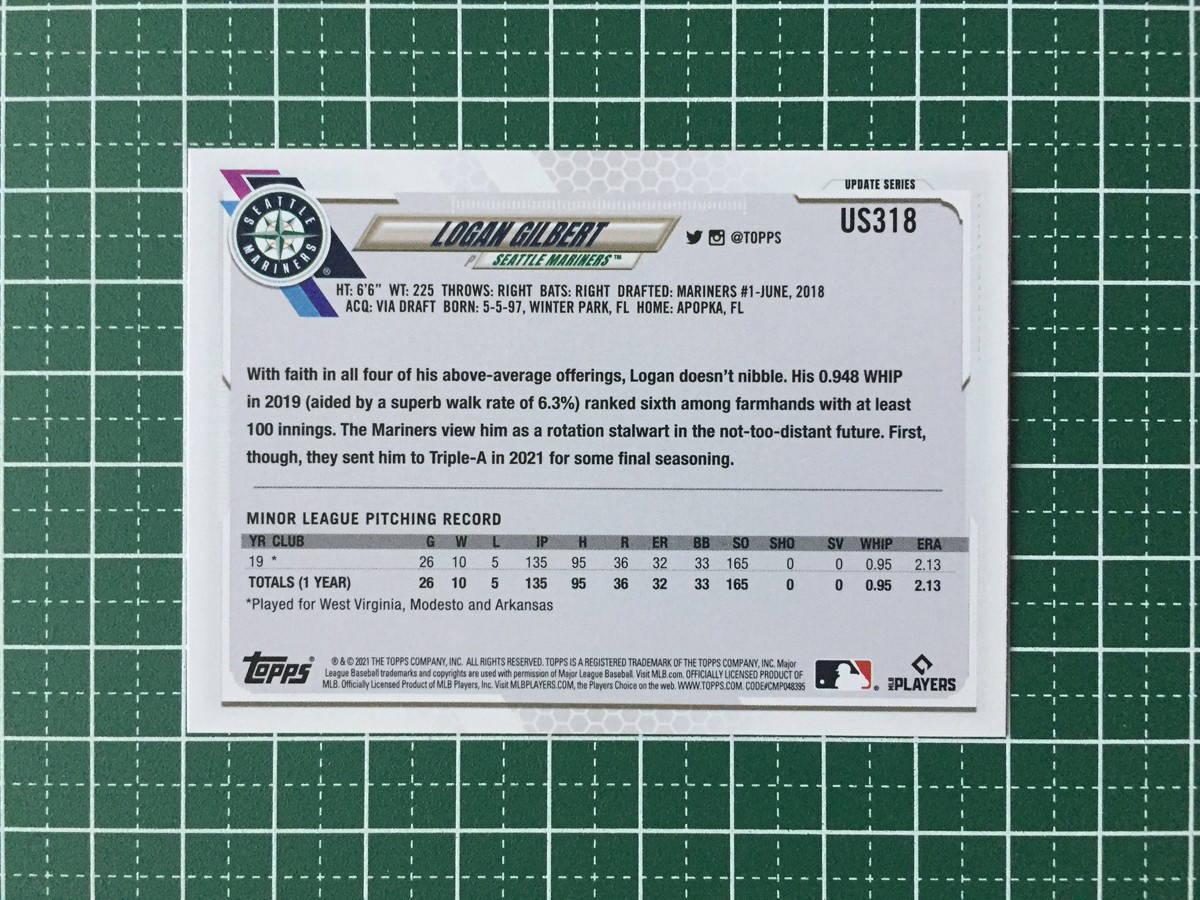 UPDATE SERIES
US318
SEATTLE MARINERS ®
LOGAN GILBERT
@TOPPS
P SEATTLE MARINERS™
HT: 6'6" WT: 225 THROWS: RIGHT BATS: RIGHT DRAFTED: MARINERS #1-JUNE, 2018
ACQ: VIA DRAFT BORN: 5-5-97, WINTER PARK, FL HOME: APOPKA, FL
With faith in all four of his above-average offerings, Logan doesn't nibble. His 0.948 WHIP
in 2019 (aided by a superb walk rate of 6.3%) ranked sixth among farmhands with at least
100 innings. The Mariners view him as a rotation stalwart in the not-too-distant future. First,
though, they sent him to Triple-A in 2021 for some final seasoning.
MINOR LEAGUE PITCHING RECORD
YR CLUB G W L IP H R ER BB SO SHO SV WHIP ERA
19 * 26 10 5 135 95 36 32 33 165 0 0 0.95 2.13
TOTALS (1 YEAR) 26 10 5 135 95 36 32 33 165 0 0 0.95 2.13
*Played for West Virginia, Modesto and Arkansas
TOPPS®
® & © 2021 THE TOPPS COMPANY, INC. ALL RIGHTS RESERVED. TOPPS IS A REGISTERED TRADEMARK OF THE TOPPS COMPANY, INC. Major
League Baseball trademarks and copyrights are used with permission of Major League Baseball. Visit MLB.com. OFFICIALLY LICENSED PRODUCT OF
MLB. Officially Licensed Product of MLB Players, Inc. Visit MLBPLAYERS.COM, the Players Choice on the web. WWW.TOPPS.COM. CODE#CMP048395
®
MLB PLAYERS